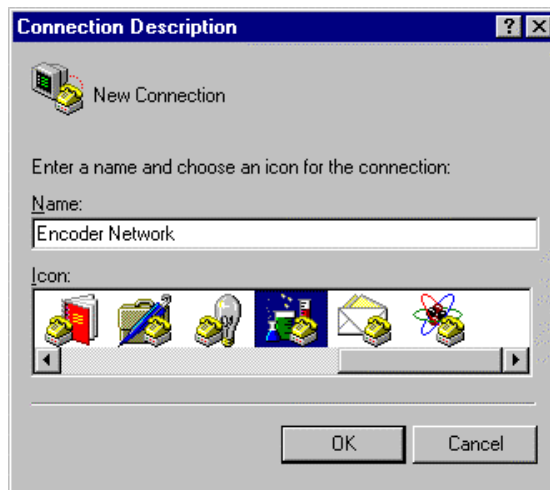 Connection Description
New Connection
Enter a name and choose an icon for the connection:
Name:
Encoder Network
Icon:
OK Cancel